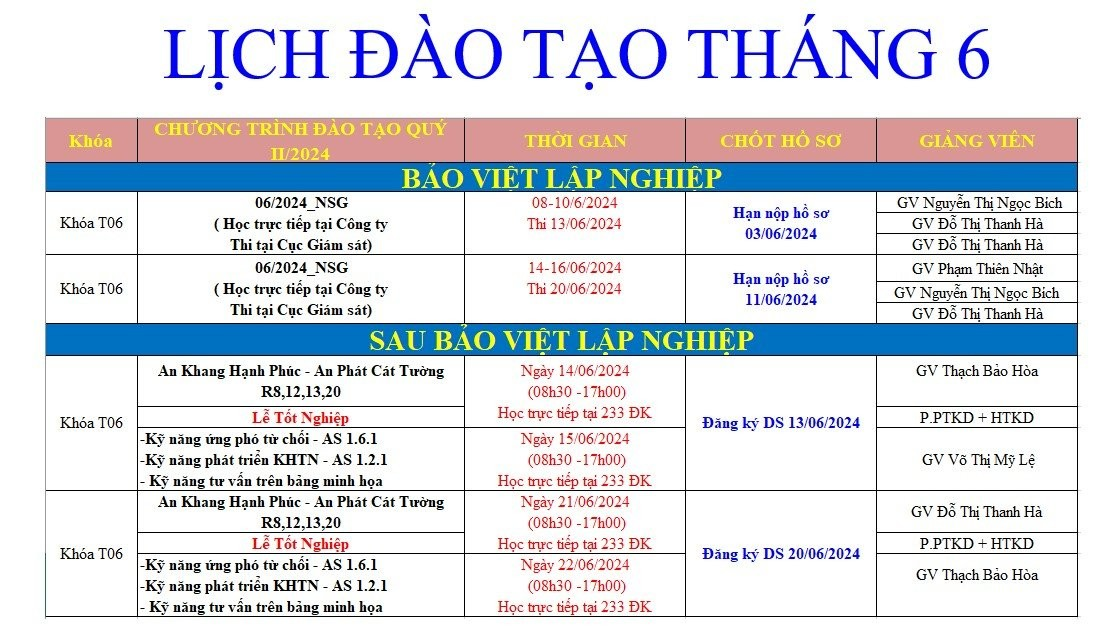 LỊCH ĐÀO TẠO THÁNG 6
Khóa
CHƯƠNG TRÌNH ĐÀO TẠO QUÝ
II/2024
THỜI GIAN
CHỐT HỒ SƠ
GIẢNG VIÊN
BẢO VIỆT LẬP NGHIỆP
Khóa T06
06/2024_NSG
( Học trực tiếp tại Công ty
Thi tại Cục Giám sát)
08-10/6/2024
Thi 13/06/2024
Hạn nộp hồ sơ
03/06/2024
GV Nguyễn Thị Ngọc Bích
GV Đỗ Thị Thanh Hà
GV Đỗ Thị Thanh Hà
Khóa T06
06/2024_NSG
( Học trực tiếp tại Công ty
Thi tại Cục Giám sát)
14-16/06/2024
Thi 20/06/2024
Hạn nộp hồ sơ
11/06/2024
GV Phạm Thiên Nhật
GV Nguyễn Thị Ngọc Bích
GV Đỗ Thị Thanh Hà
SAU BẢO VIỆT LẬP NGHIỆP
Khóa T06
An Khang Hạnh Phúc - An Phát Cát Tường
R8,12,13,20
Lễ Tốt Nghiệp
-Kỹ năng ứng phó từ chối - AS 1.6.1
-Kỹ năng phát triển KHTN - AS 1.2.1
- Kỹ năng tư vấn trên bảng minh họa
Ngày 14/06/2024
(08h30 -17h00)
Học trực tiếp tại 233 ĐK
Ngày 15/06/2024
(08h30 -17h00)
Học trực tiếp tại 233 ĐK
Đăng ký DS 13/06/2024
GV Thạch Bảo Hòa
P.PTKD + HTKD
GV Võ Thị Mỹ Lệ
Khóa T06
An Khang Hạnh Phúc - An Phát Cát Tường
R8,12,13,20
Lễ Tốt Nghiệp
-Kỹ năng ứng phó từ chối - AS 1.6.1
-Kỹ năng phát triển KHTN - AS 1.2.1
- Kỹ năng tư vấn trên bảng minh họa
Ngày 21/06/2024
(08h30 -17h00)
Học trực tiếp tại 233 ĐK
Ngày 22/06/2024
(08h30 -17h00)
Học trực tiếp tại 233 ĐK
Đăng ký DS 20/06/2024
GV Đỗ Thị Thanh Hà
P.PTKD + HTKD
GV Thạch Bảo Hòa